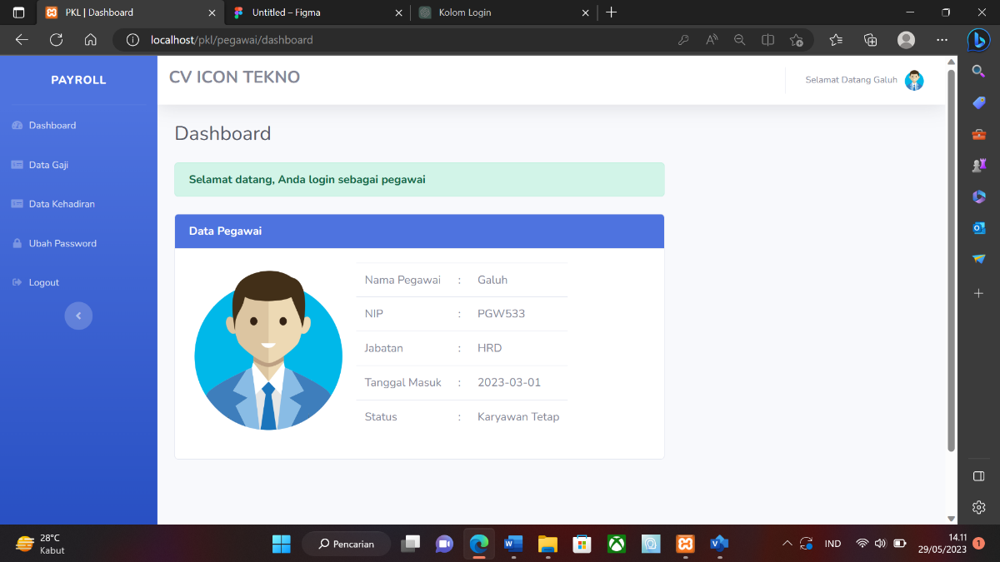 PKL | Dashboard
Untitled – Figma
Kolom Login
localhost/pkl/pegawai/dashboard
PAYROLL
Dashboard
Data Gaji
Data Kehadiran
Ubah Password
Logout
CV ICON TEKNO
Selamat Datang Galuh
Dashboard
Selamat datang, Anda login sebagai pegawai
Data Pegawai
Nama Pegawai : Galuh
NIP : PGW533
Jabatan : HRD
Tanggal Masuk : 2023-03-01
Status : Karyawan Tetap
28°C
Kabut
Pencarian
IND
14.11
29/05/2023
1